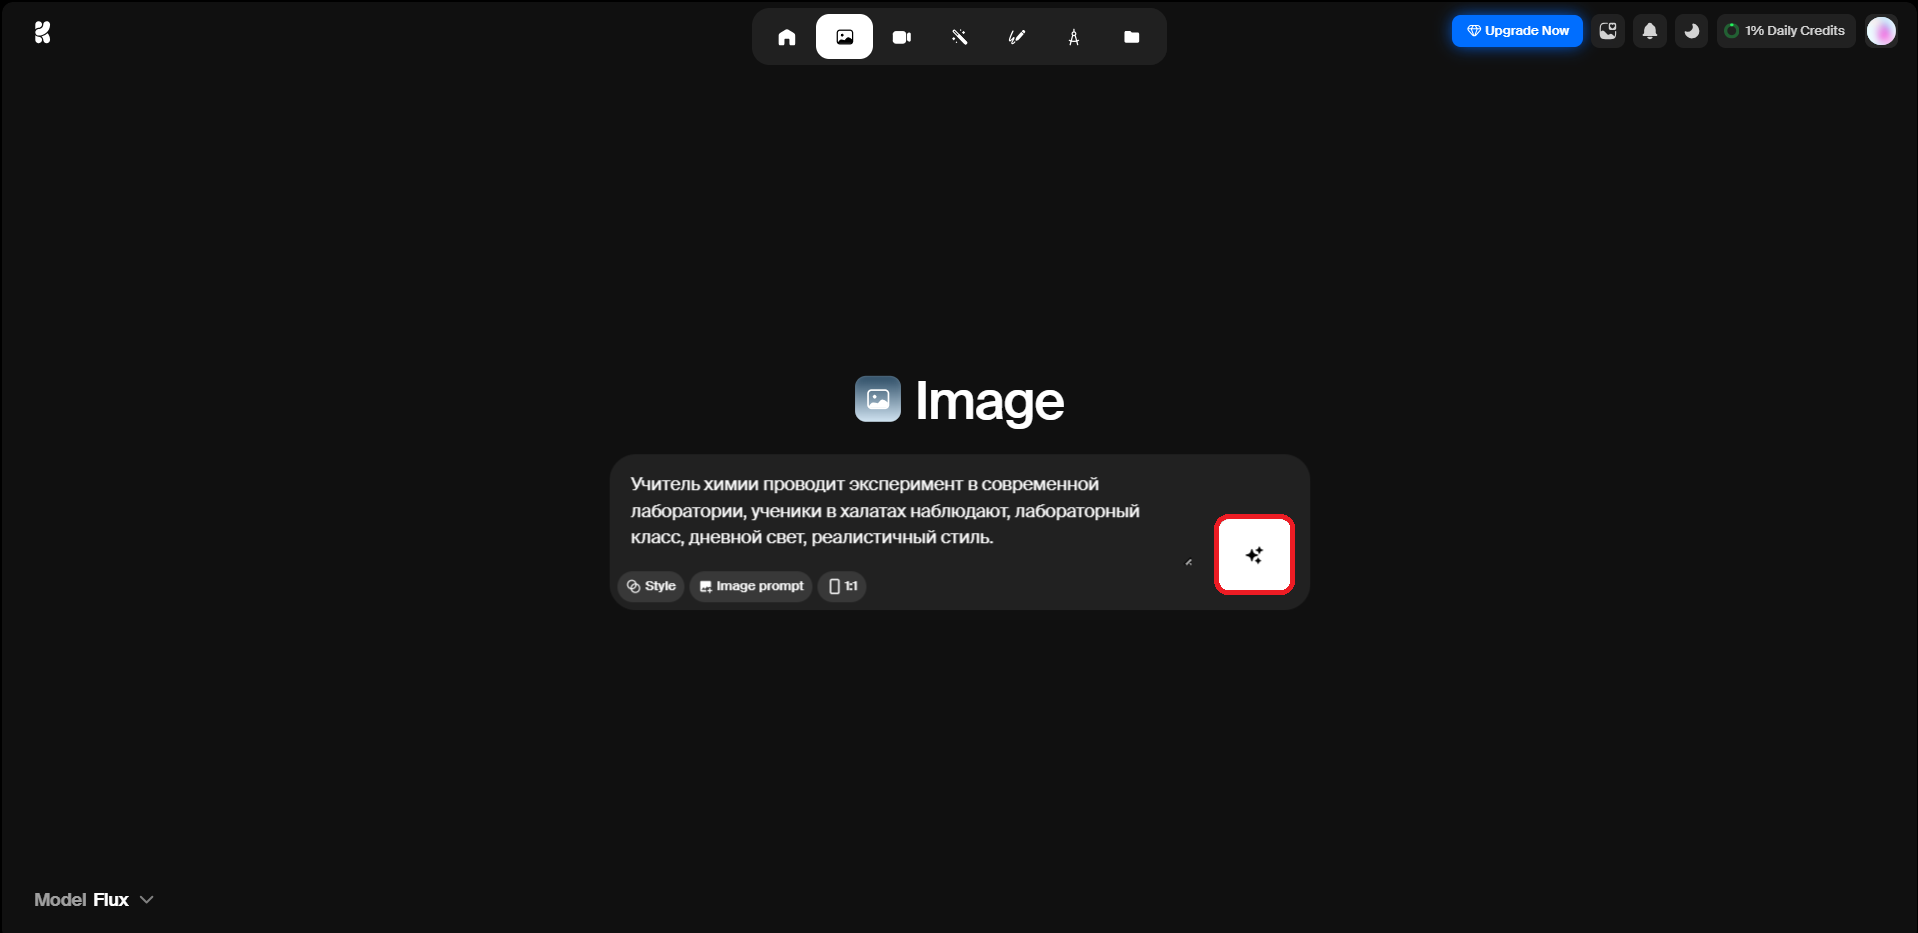 Upgrade Now
1% Daily Credits
Image
Учитель химии проводит эксперимент в современной
лаборатории, ученики в халатах наблюдают, лабораторный
класс, дневной свет, реалистичный стиль.
Style
Image prompt
1:1
Model Flux